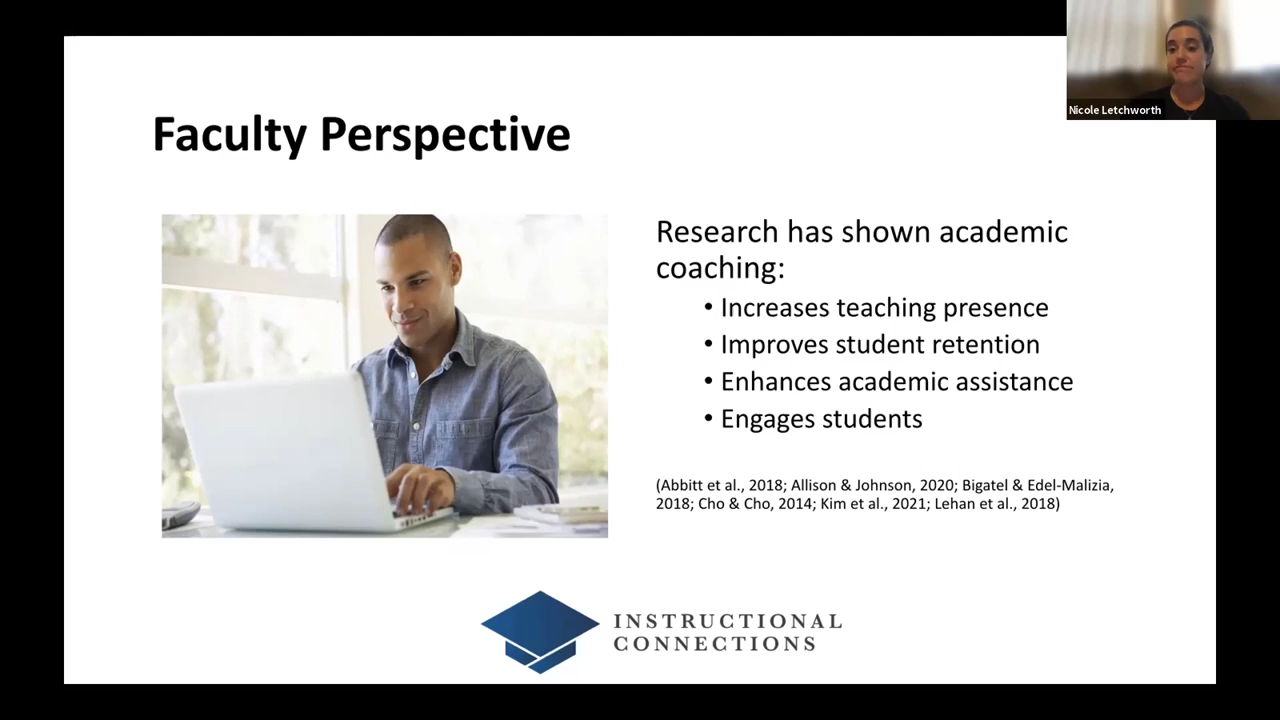 Nicole Letchworth
Faculty Perspective
Research has shown academic
coaching:
• Increases teaching presence
• Improves student retention
• Enhances academic assistance
• Engages students
(Abbitt et al., 2018; Allison & Johnson, 2020; Bigatel & Edel-Malizia,
2018; Cho & Cho, 2014; Kim et al., 2021; Lehan et al., 2018)
INSTRUCTIONAL
CONNECTIONS